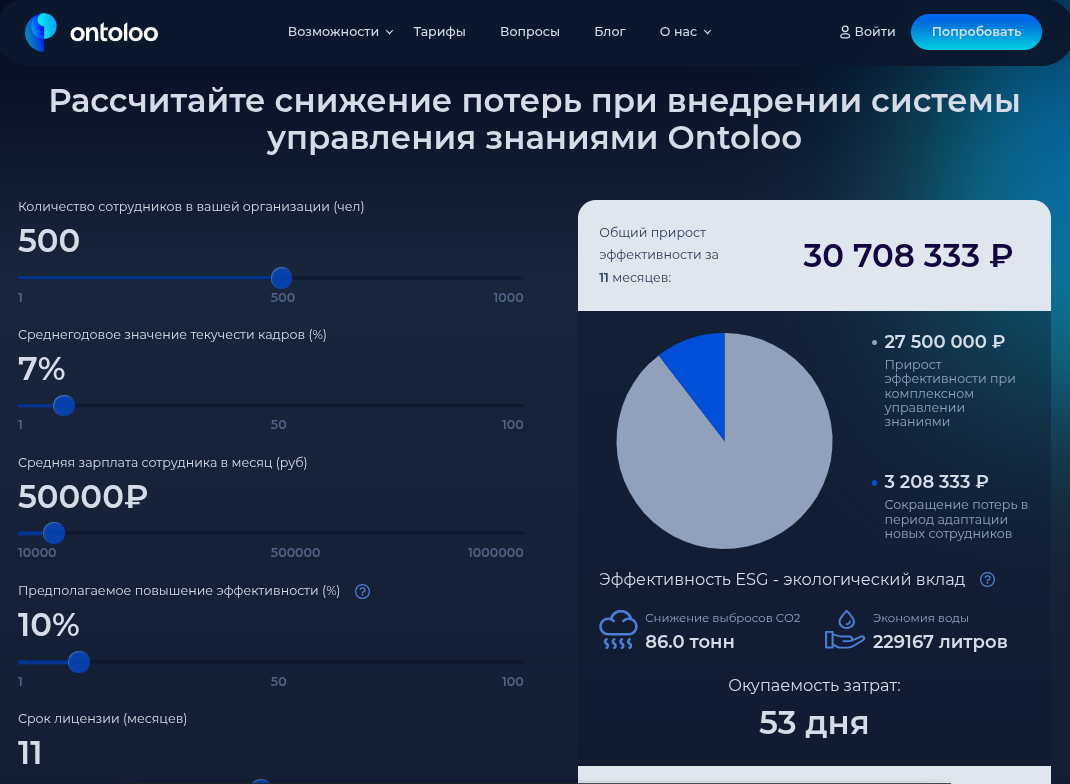 ontoloo
Возможности
Тарифы
Вопросы
Блог
О нас
Войти
Попробовать
Рассчитайте снижение потерь при внедрении системы
управления знаниями Ontoloo
Количество сотрудников в вашей организации (чел)
500
1
500
1000
Среднегодовое значение текучести кадров (%)
7%
1
50
100
Средняя зарплата сотрудника в месяц (руб)
50000₽
10000
500000
1000000
Предполагаемое повышение эффективности (%)
?
10%
1
50
100
Срок лицензии (месяцев)
11
Общий прирост
эффективности за
11 месяцев:
30 708 333 ₽
27 500 000 ₽
Прирост
эффективности при
комплексном
управлении
знаниями
3 208 333 ₽
Сокращение потерь в
период адаптации
новых сотрудников
Эффективность ESG - экологический вклад
?
Снижение выбросов CO2
86.0 тонн
Экономия воды
229167 литров
Окупаемость затрат:
53 дня